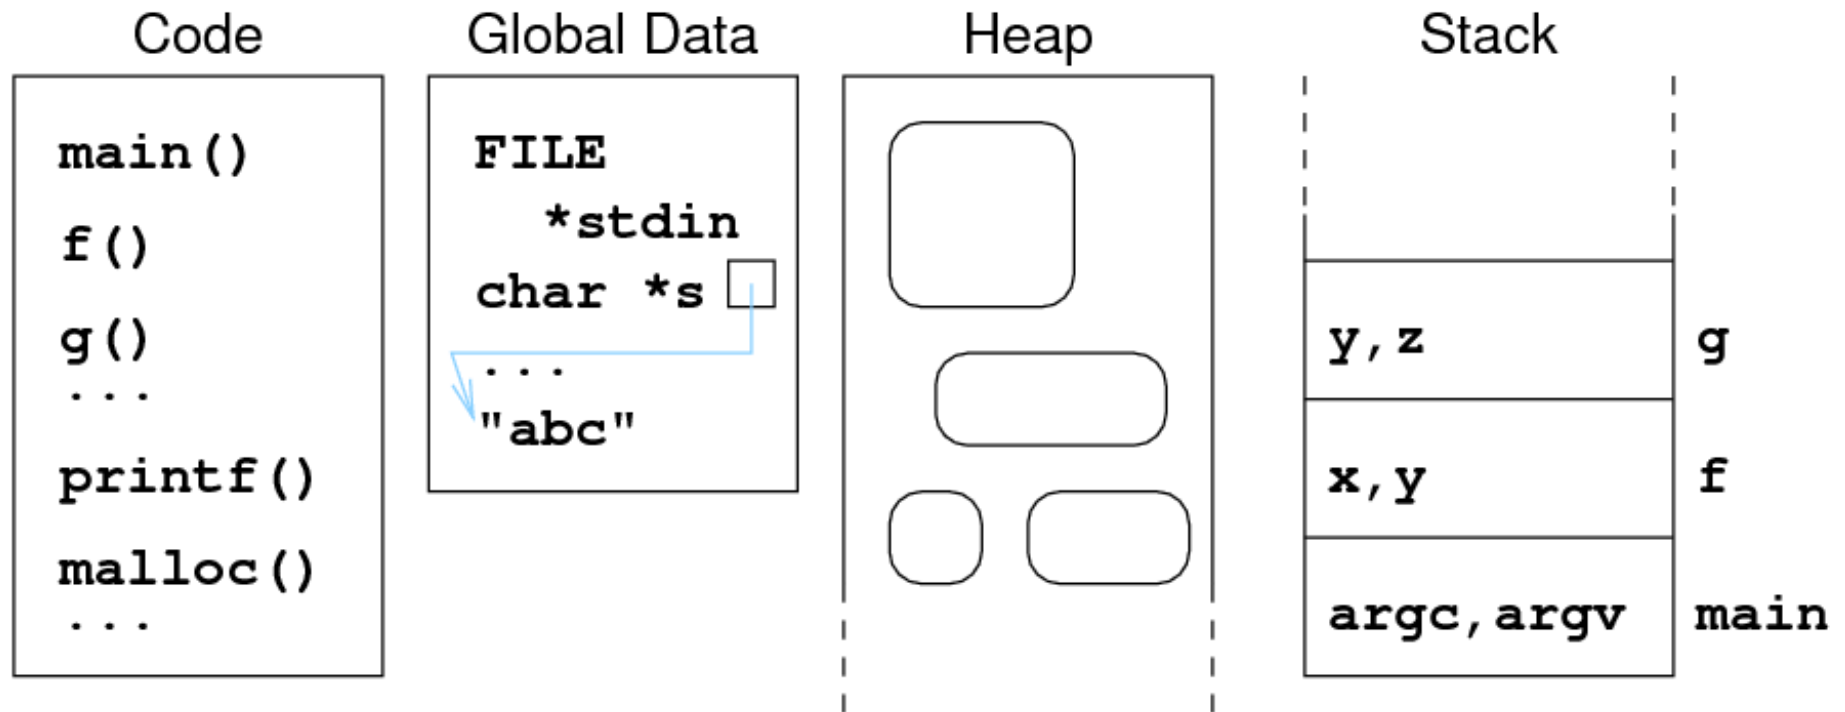 Code
main()
f()
g()
...
printf()
malloc()
...
Global Data
FILE
*stdin
char *s
...
"abc"
Heap
Stack
y,z g
x,y f
argc,argv main